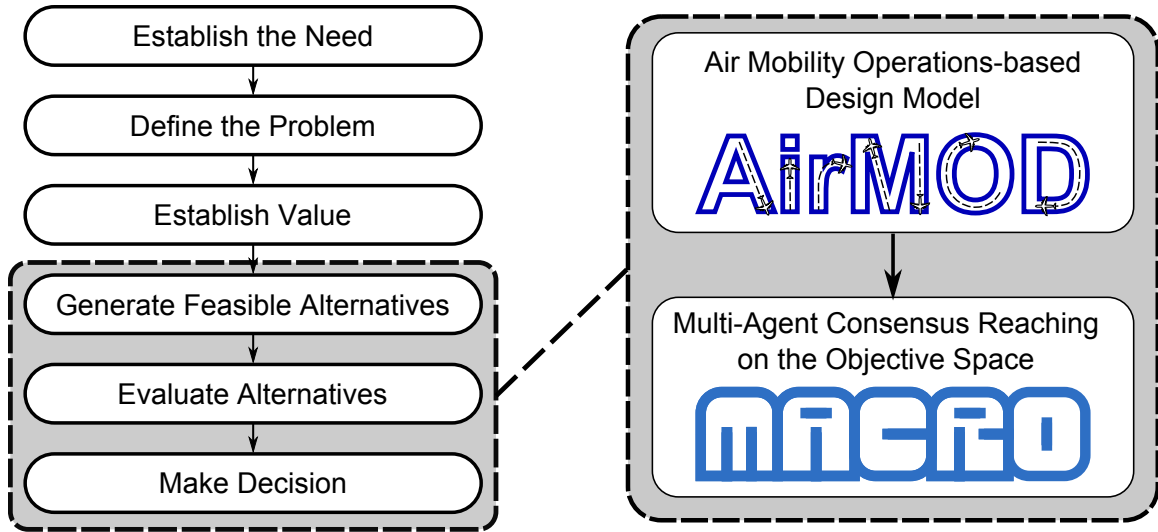 Establish the Need
Define the Problem
Establish Value
Generate Feasible Alternatives
Evaluate Alternatives
Make Decision
Air Mobility Operations-based
Design Model
AirMOD
Multi-Agent Consensus Reaching
on the Objective Space
MACRO